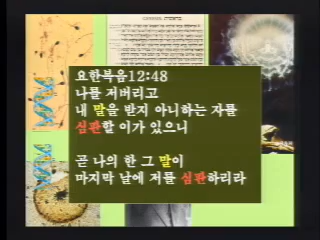 요한복음12:48
나를 저버리고
내 말을 받지 아니하는 자를
심판할 이가 있으니
곧 나의 한 그 말이
마지막 날에 저를 심판하리라